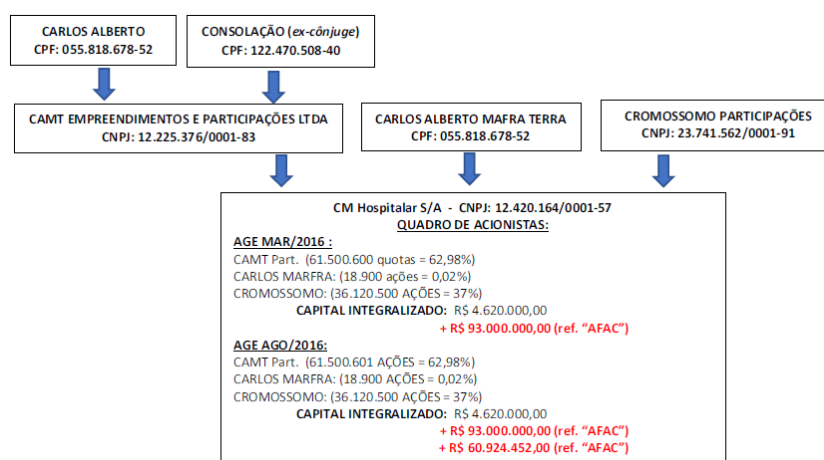 CARLOS ALBERTO
CPF: 055.818.678-52
CONSOLAÇÃO (ex-cônjuge)
CPF: 122.470.508-40
CAMT EMPREENDIMENTOS E PARTICIPAÇÕES LTDA
CNPJ: 12.225.376/0001-83
CARLOS ALBERTO MAFRA TERRA
CPF: 055.818.678-52
CROMOSSOMO PARTICIPAÇÕES
CNPJ: 23.741.562/0001-91
CM Hospitalar S/A - CNPJ: 12.420.164/0001-57
QUADRO DE ACIONISTAS:
AGE MAR/2016 :
CAMT Part. (61.500.600 quotas = 62,98%)
CARLOS MARFRA: (18.900 ações = 0,02%)
CROMOSSOMO: (36.120.500 AÇÕES = 37%)
CAPITAL INTEGRALIZADO: R$ 4.620.000,00
+ R$ 93.000.000,00 (ref. “AFAC”)
AGE AGO/2016:
CAMT Part. (61.500.601 AÇÕES = 62,98%)
CARLOS MARFRA: (18.900 AÇÕES = 0,02%)
CROMOSSOMO: (36.120.500 AÇÕES = 37%)
CAPITAL INTEGRALIZADO: R$ 4.620.000,00
+ R$ 93.000.000,00 (ref. “AFAC”)
+ R$ 60.924.452,00 (ref. “AFAC”)